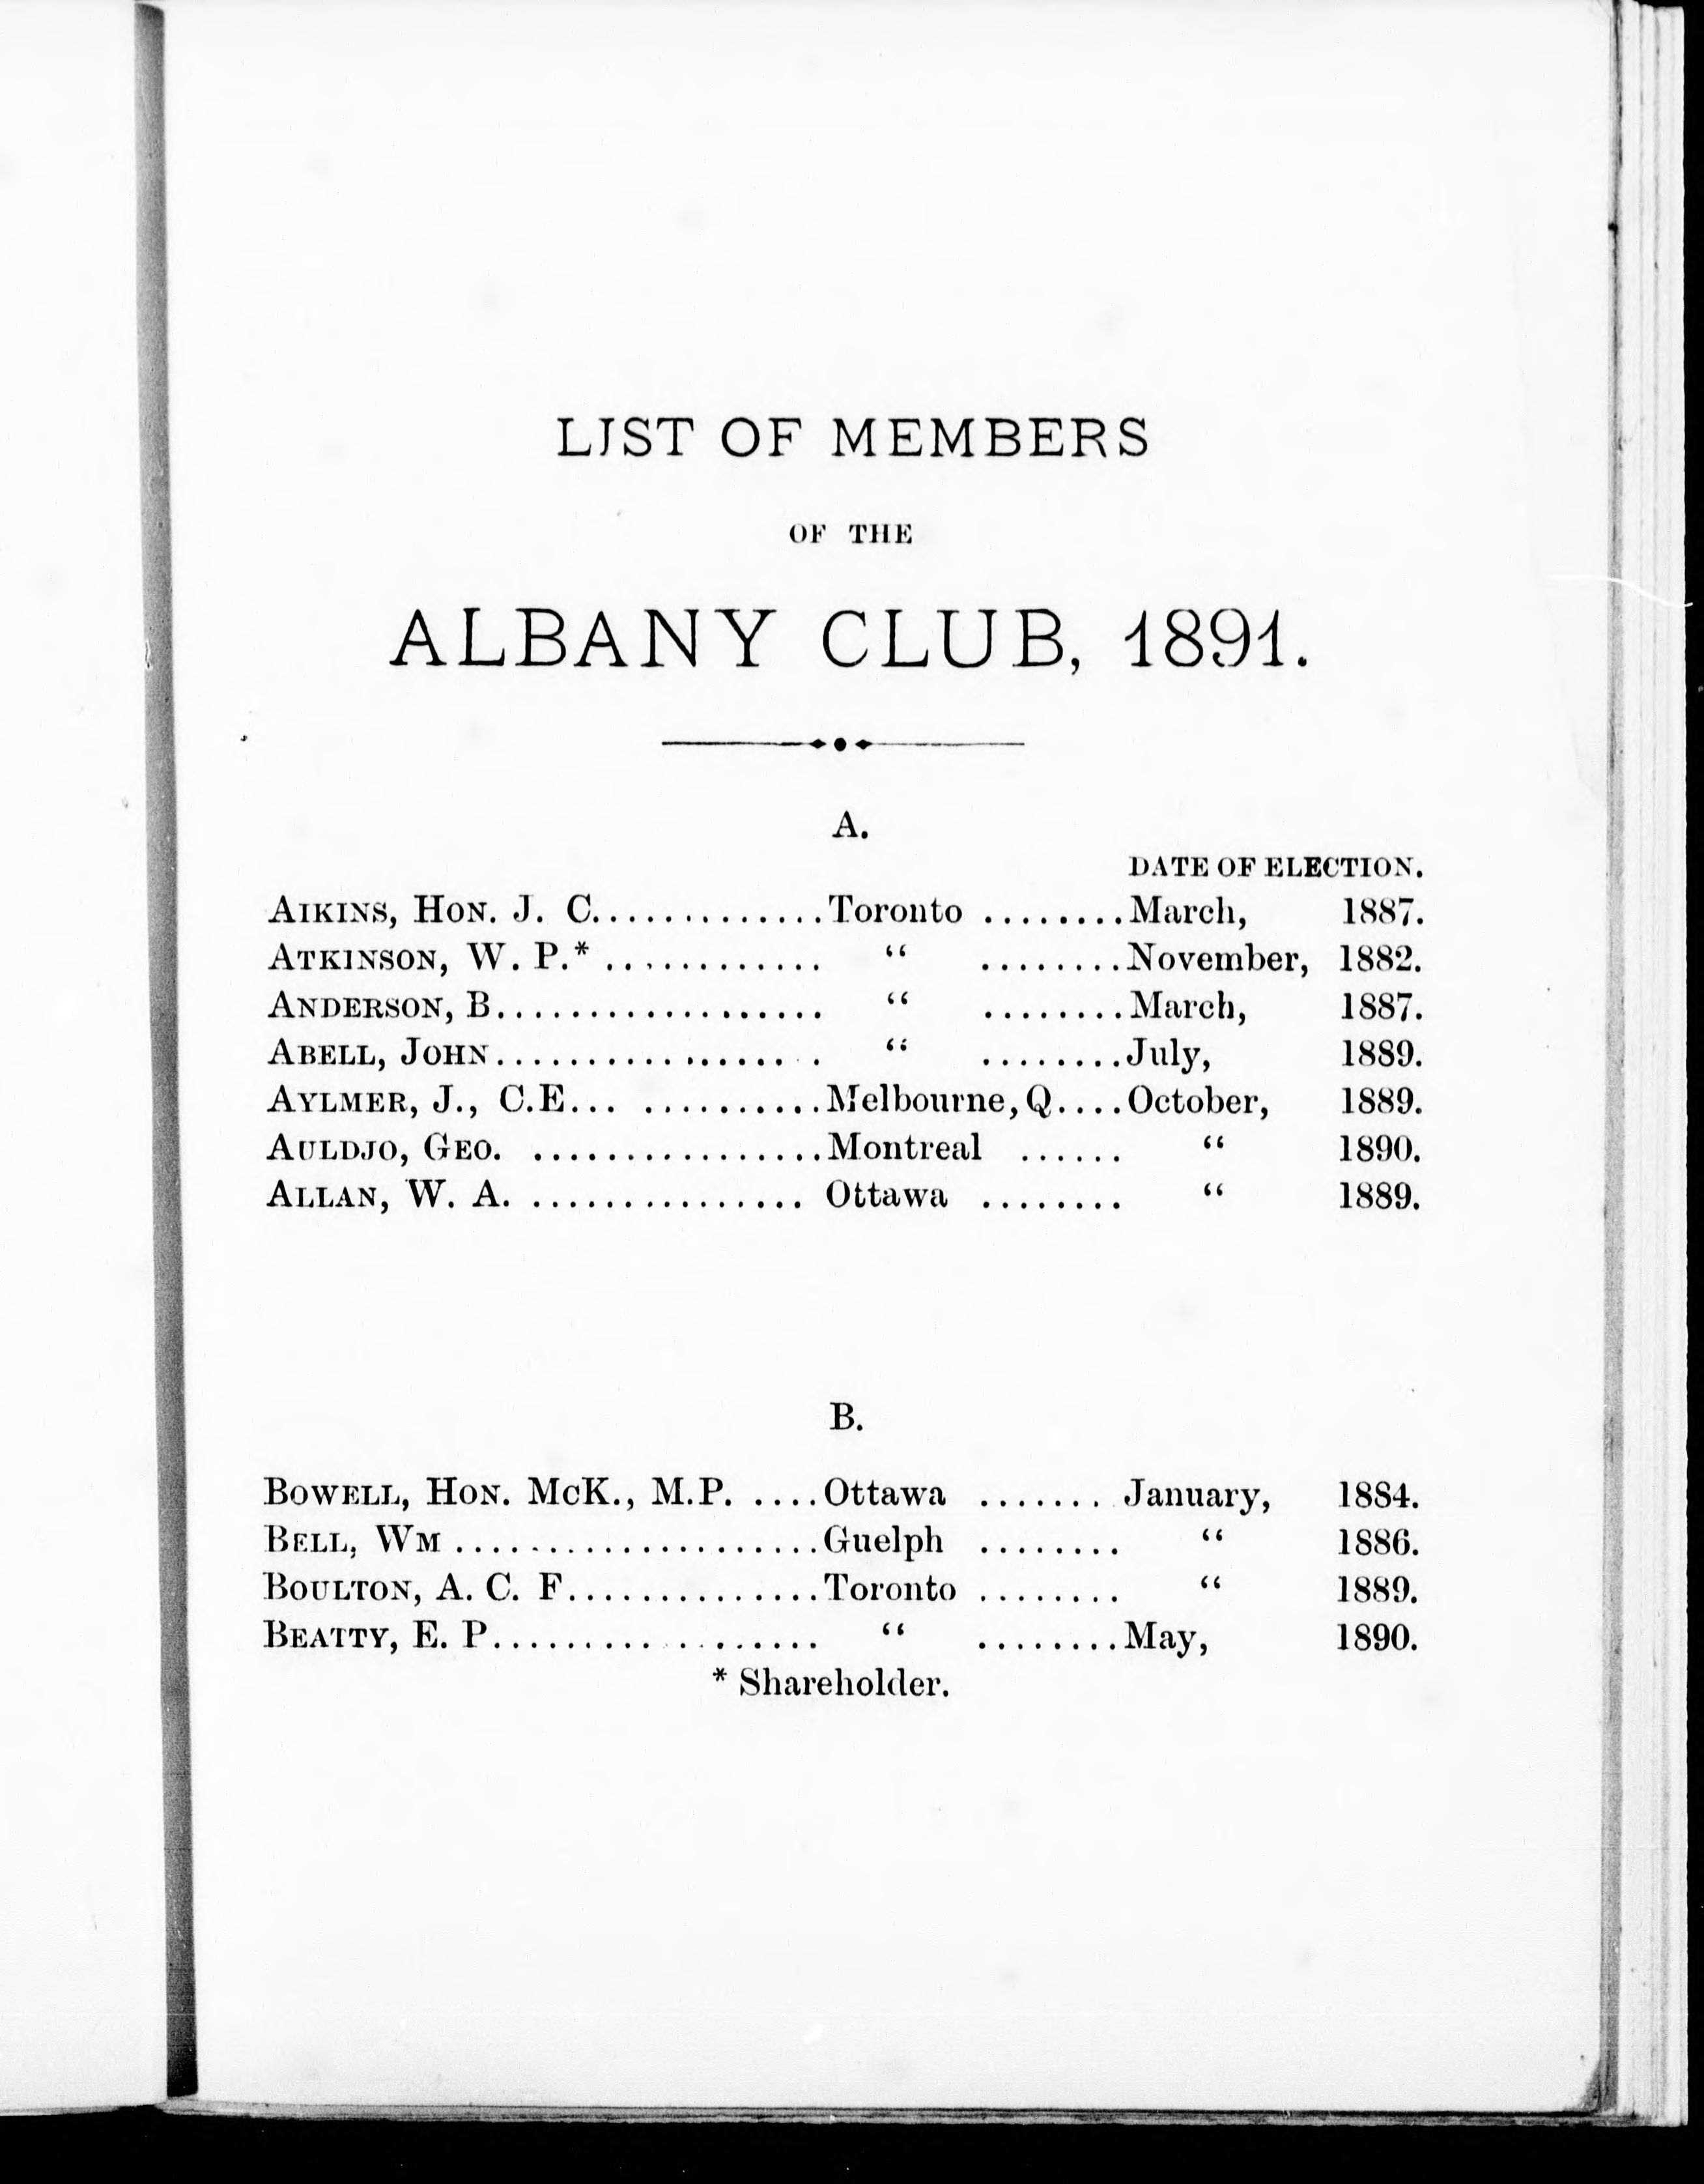 LIST OF MEMBERS
OF THE
ALBANY CLUB, 1891.
A.
DATE OF ELECTION.
AIKINS, HON. J. C.............Toronto ........March, 1887.
ATKINSON, W. P.* ............ “ ........November, 1882.
ANDERSON, B.................. “ ........March, 1887.
ABELL, JOHN.................. “ ........July, 1889.
AYLMER, J., C.E... ..........Melbourne, Q....October, 1889.
AULDJO, GEO. ................Montreal ...... “ 1890.
ALLAN, W. A. ............... Ottawa ........ “ 1889.
B.
BOWELL, HON. MCK., M.P. ....Ottawa ....... January, 1884.
BELL, WM ....................Guelph ........ “ 1886.
BOULTON, A. C. F..............Toronto ........ “ 1889.
BEATTY, E. P.................. “ ........May, 1890.
* Shareholder.